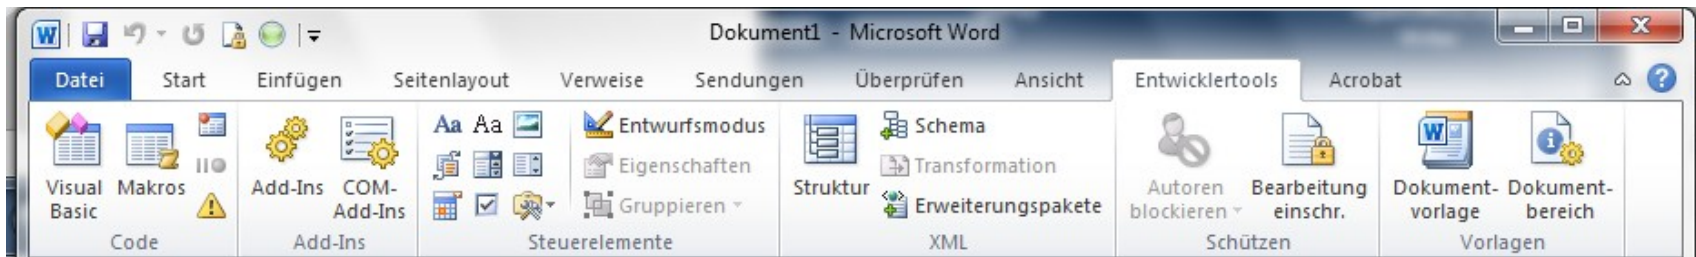 Dokument1 - Microsoft Word
Datei Start Einfügen Seitenlayout Verweise Sendungen Überprüfen Ansicht Entwicklertools Acrobat
Visual Basic
Makros
Code
Add-Ins
COM-Add-Ins
Add-Ins
Aa Aa
Entwurfsmodus
Eigenschaften
Gruppieren
Steuerelemente
Struktur
Schema
Transformation
Erweiterungspakete
XML
Autoren
blockieren
Bearbeitung
einschr.
Schützen
Dokument-
vorlage
Dokument-
bereich
Vorlagen